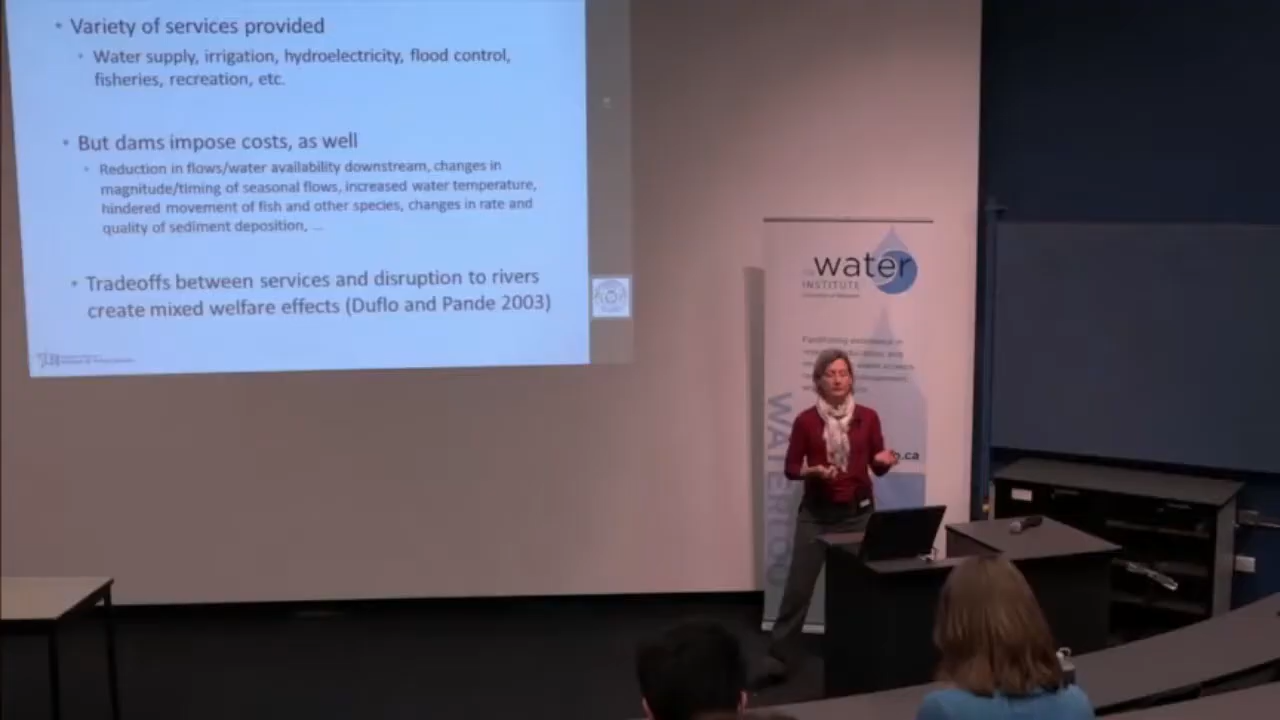 • Variety of services provided
• Water supply, irrigation, hydroelectricity, flood control,
fisheries, recreation, etc.
• But dams impose costs, as well
• Reduction in flows/water availability downstream, changes in
magnitude/timing of seasonal flows, increased water temperature,
hindered movement of fish and other species, changes in rate and
quality of sediment deposition, ...
• Tradeoffs between services and disruption to rivers
create mixed welfare effects (Duflo and Pande 2003)
water
INSTITUTE
WATERLOO
.ca